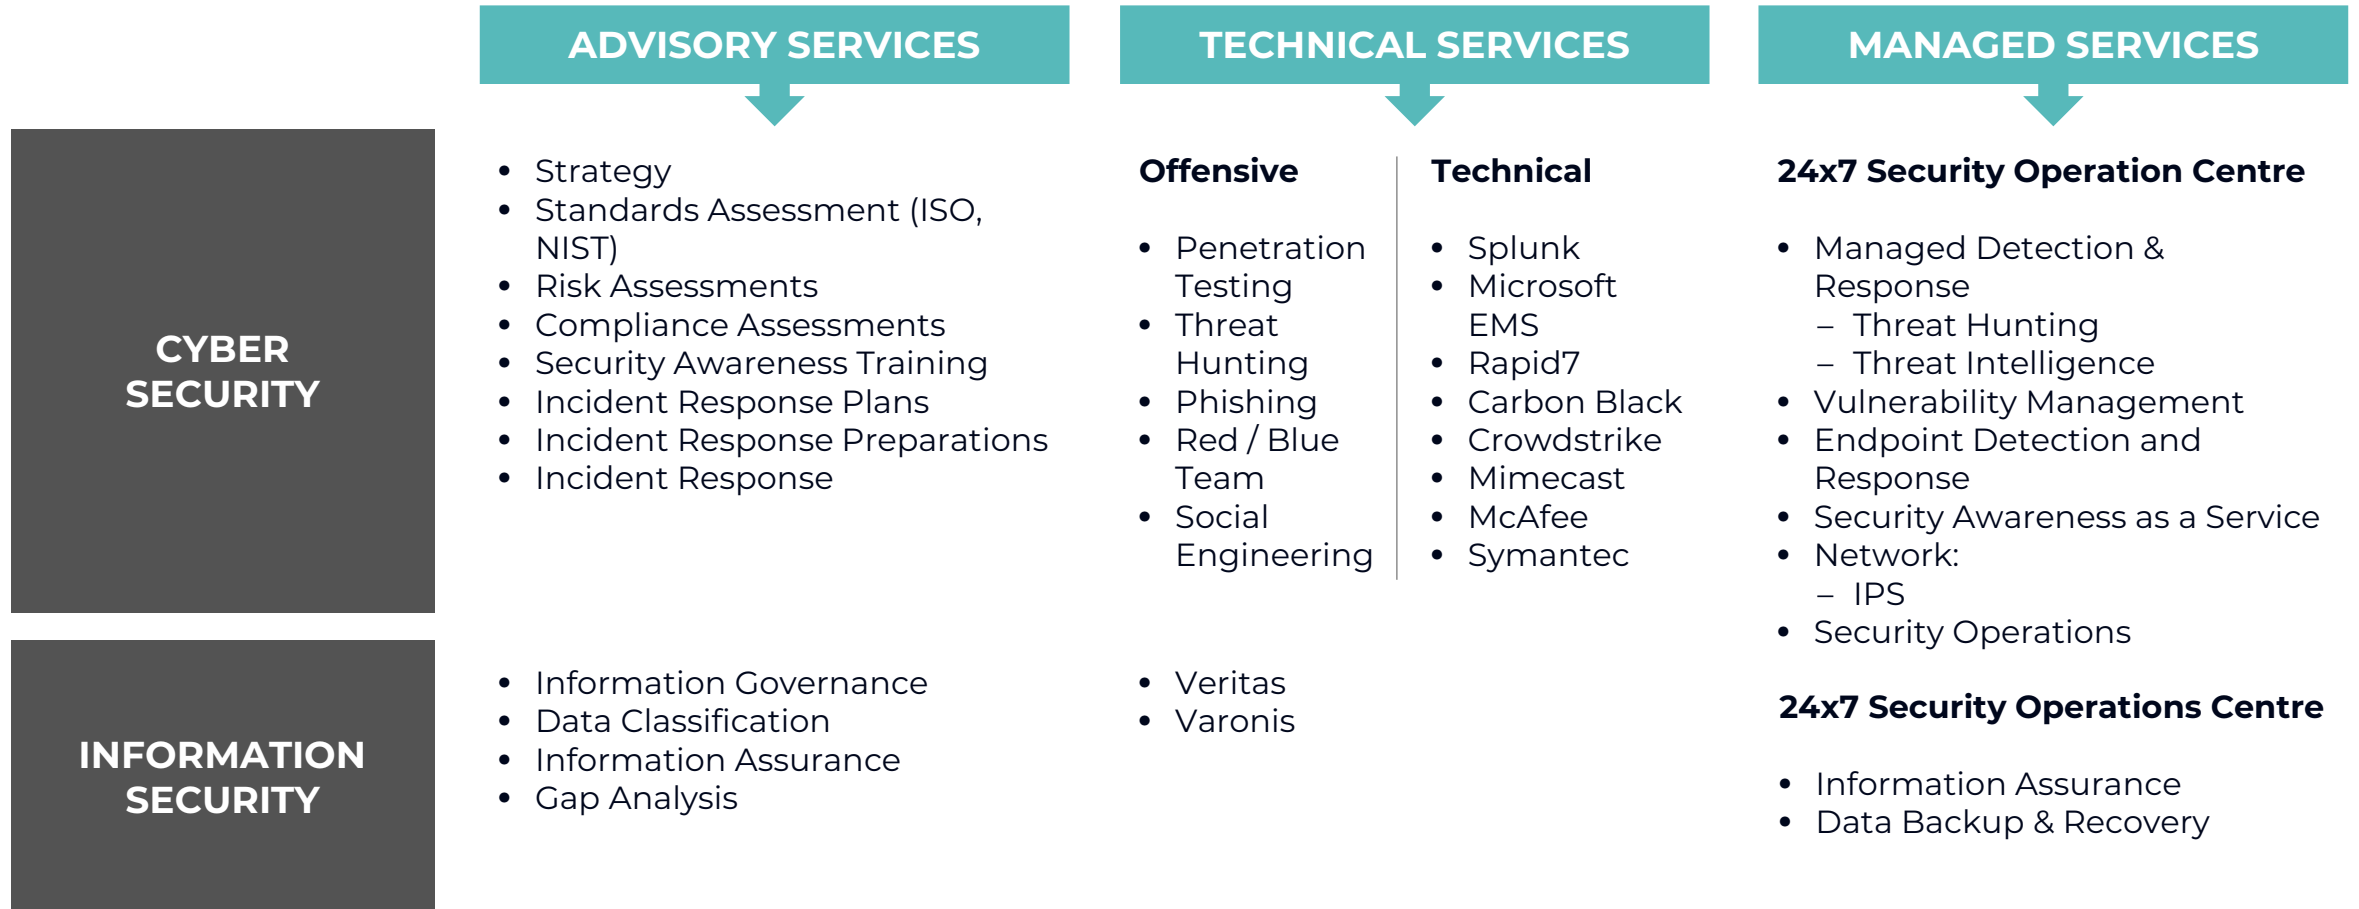 ADVISORY SERVICES
TECHNICAL SERVICES
MANAGED SERVICES
CYBER
SECURITY
• Strategy
• Standards Assessment (ISO,
NIST)
• Risk Assessments
• Compliance Assessments
• Security Awareness Training
• Incident Response Plans
• Incident Response Preparations
• Incident Response
Offensive
• Penetration
Testing
• Threat
Hunting
• Phishing
• Red / Blue
Team
• Social
Engineering
Technical
• Splunk
• Microsoft
EMS
• Rapid7
• Carbon Black
• Crowdstrike
• Mimecast
• McAfee
• Symantec
24x7 Security Operation Centre
• Managed Detection &
Response
– Threat Hunting
– Threat Intelligence
• Vulnerability Management
• Endpoint Detection and
Response
• Security Awareness as a Service
• Network:
– IPS
• Security Operations
INFORMATION
SECURITY
• Information Governance
• Data Classification
• Information Assurance
• Gap Analysis
• Veritas
• Varonis
24x7 Security Operations Centre
• Information Assurance
• Data Backup & Recovery